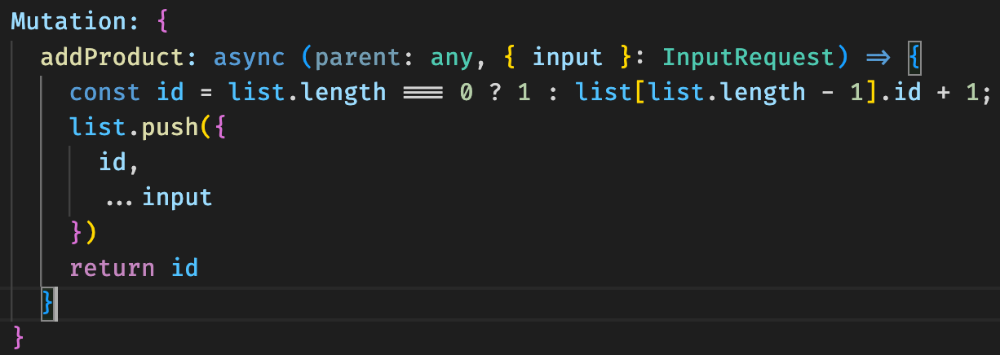 Mutation: {
  addProduct: async (parent: any, { input }: InputRequest) => {
    const id = list.length === 0 ? 1 : list[list.length - 1].id + 1;
    list.push({
      id,
      ...input
    })
    return id
  }
}